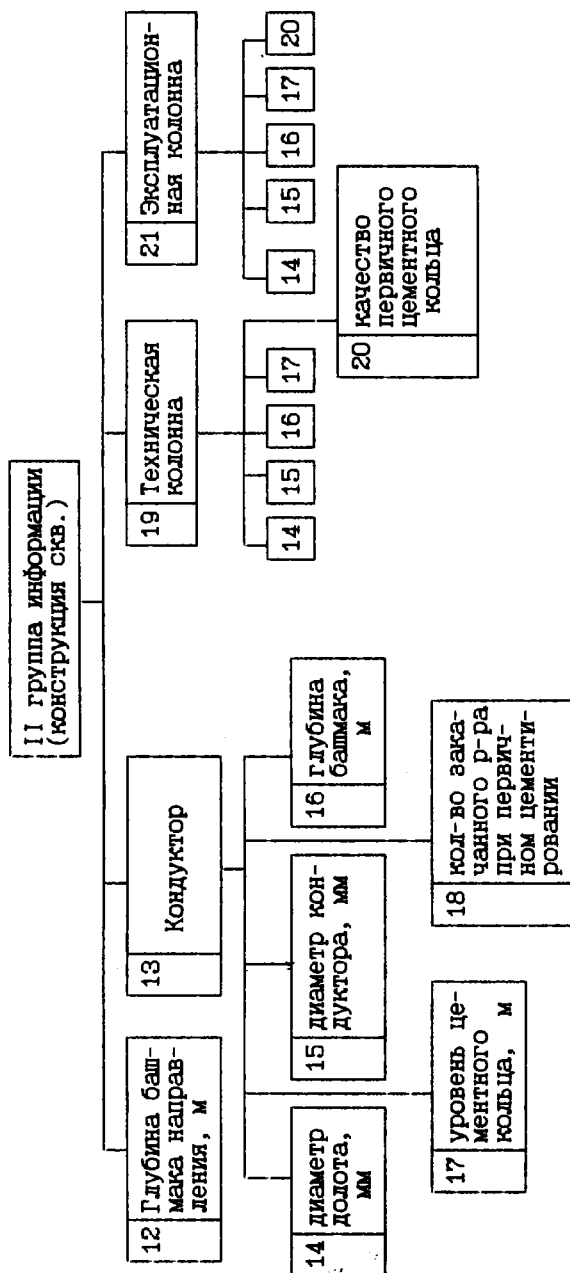 II группа информации
(конструкция скв.)
12 Глубина баш-
мака направ-
ления, м
13 Кондуктор
19 Техническая
колонна
21 Эксплуатацион-
ная колонна
14 диаметр
долота,
мм
15 диаметр кон-
дуктора, мм
16 глубина
башмака,
м
14
15
16
17
14
15
16
17
20
17 уровень це-
ментного
кольца, м
18 кол-во зака-
чанного р-ра
при первич-
ном цементи-
ровании
20 качество
первичного
цементного
кольца